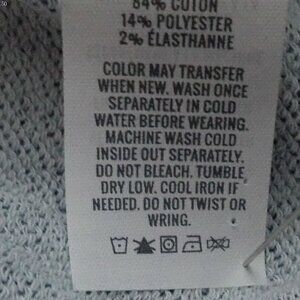 84% COTON
14% POLYESTER
2% ÉLASTHANNE
COLOR MAY TRANSFER
WHEN NEW. WASH ONCE
SEPARATELY IN COLD
WATER BEFORE WEARING.
MACHINE WASH COLD
INSIDE OUT SEPARATELY.
DO NOT BLEACH. TUMBLE
DRY LOW. COOL IRON IF
NEEDED. DO NOT TWIST OR
WRING.